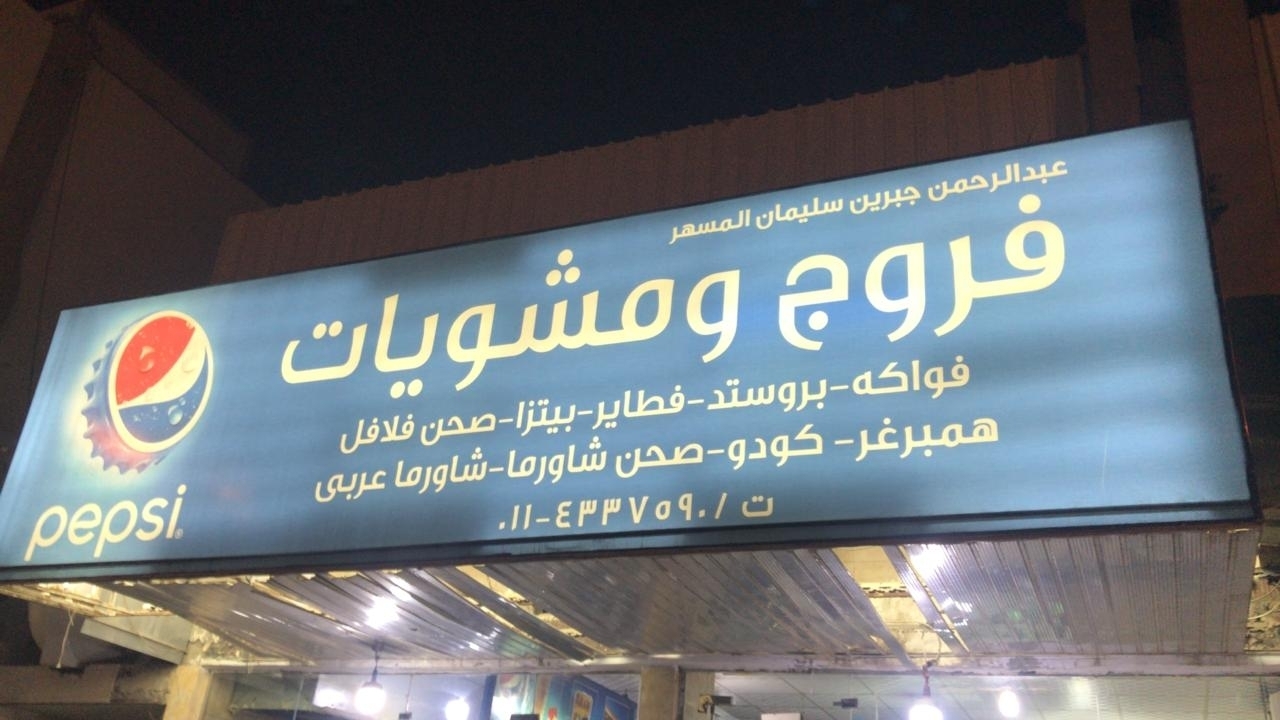 عبدالرحمن جبرين سليمان المسهر
فروج ومشويات
فواكه-بروستد-فطاير-بيتزا-صحن فلافل
همبرغر- كودو-صحن شاورما-شاورما عربى
ت / ٠١١-٤٣٣٧٥٩٠
pepsi